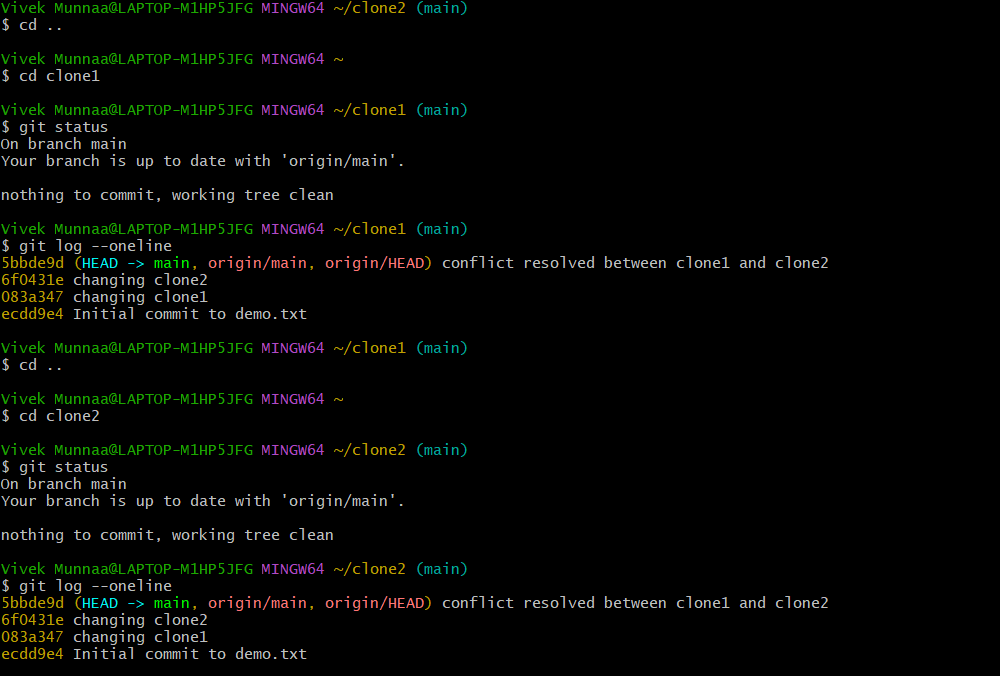 Vivek Munnaa@LAPTOP-M1HP5JFG MINGW64 ~/clone2 (main)
$ cd ..
Vivek Munnaa@LAPTOP-M1HP5JFG MINGW64 ~
$ cd clone1
Vivek Munnaa@LAPTOP-M1HP5JFG MINGW64 ~/clone1 (main)
$ git status
On branch main
Your branch is up to date with 'origin/main'.
nothing to commit, working tree clean
Vivek Munnaa@LAPTOP-M1HP5JFG MINGW64 ~/clone1 (main)
$ git log --oneline
5bbde9d (HEAD -> main, origin/main, origin/HEAD) conflict resolved between clone1 and clone2
6f0431e changing clone2
083a347 changing clone1
ecdd9e4 Initial commit to demo.txt
Vivek Munnaa@LAPTOP-M1HP5JFG MINGW64 ~/clone1 (main)
$ cd ..
Vivek Munnaa@LAPTOP-M1HP5JFG MINGW64 ~
$ cd clone2
Vivek Munnaa@LAPTOP-M1HP5JFG MINGW64 ~/clone2 (main)
$ git status
On branch main
Your branch is up to date with 'origin/main'.
nothing to commit, working tree clean
Vivek Munnaa@LAPTOP-M1HP5JFG MINGW64 ~/clone2 (main)
$ git log --oneline
5bbde9d (HEAD -> main, origin/main, origin/HEAD) conflict resolved between clone1 and clone2
6f0431e changing clone2
083a347 changing clone1
ecdd9e4 Initial commit to demo.txt